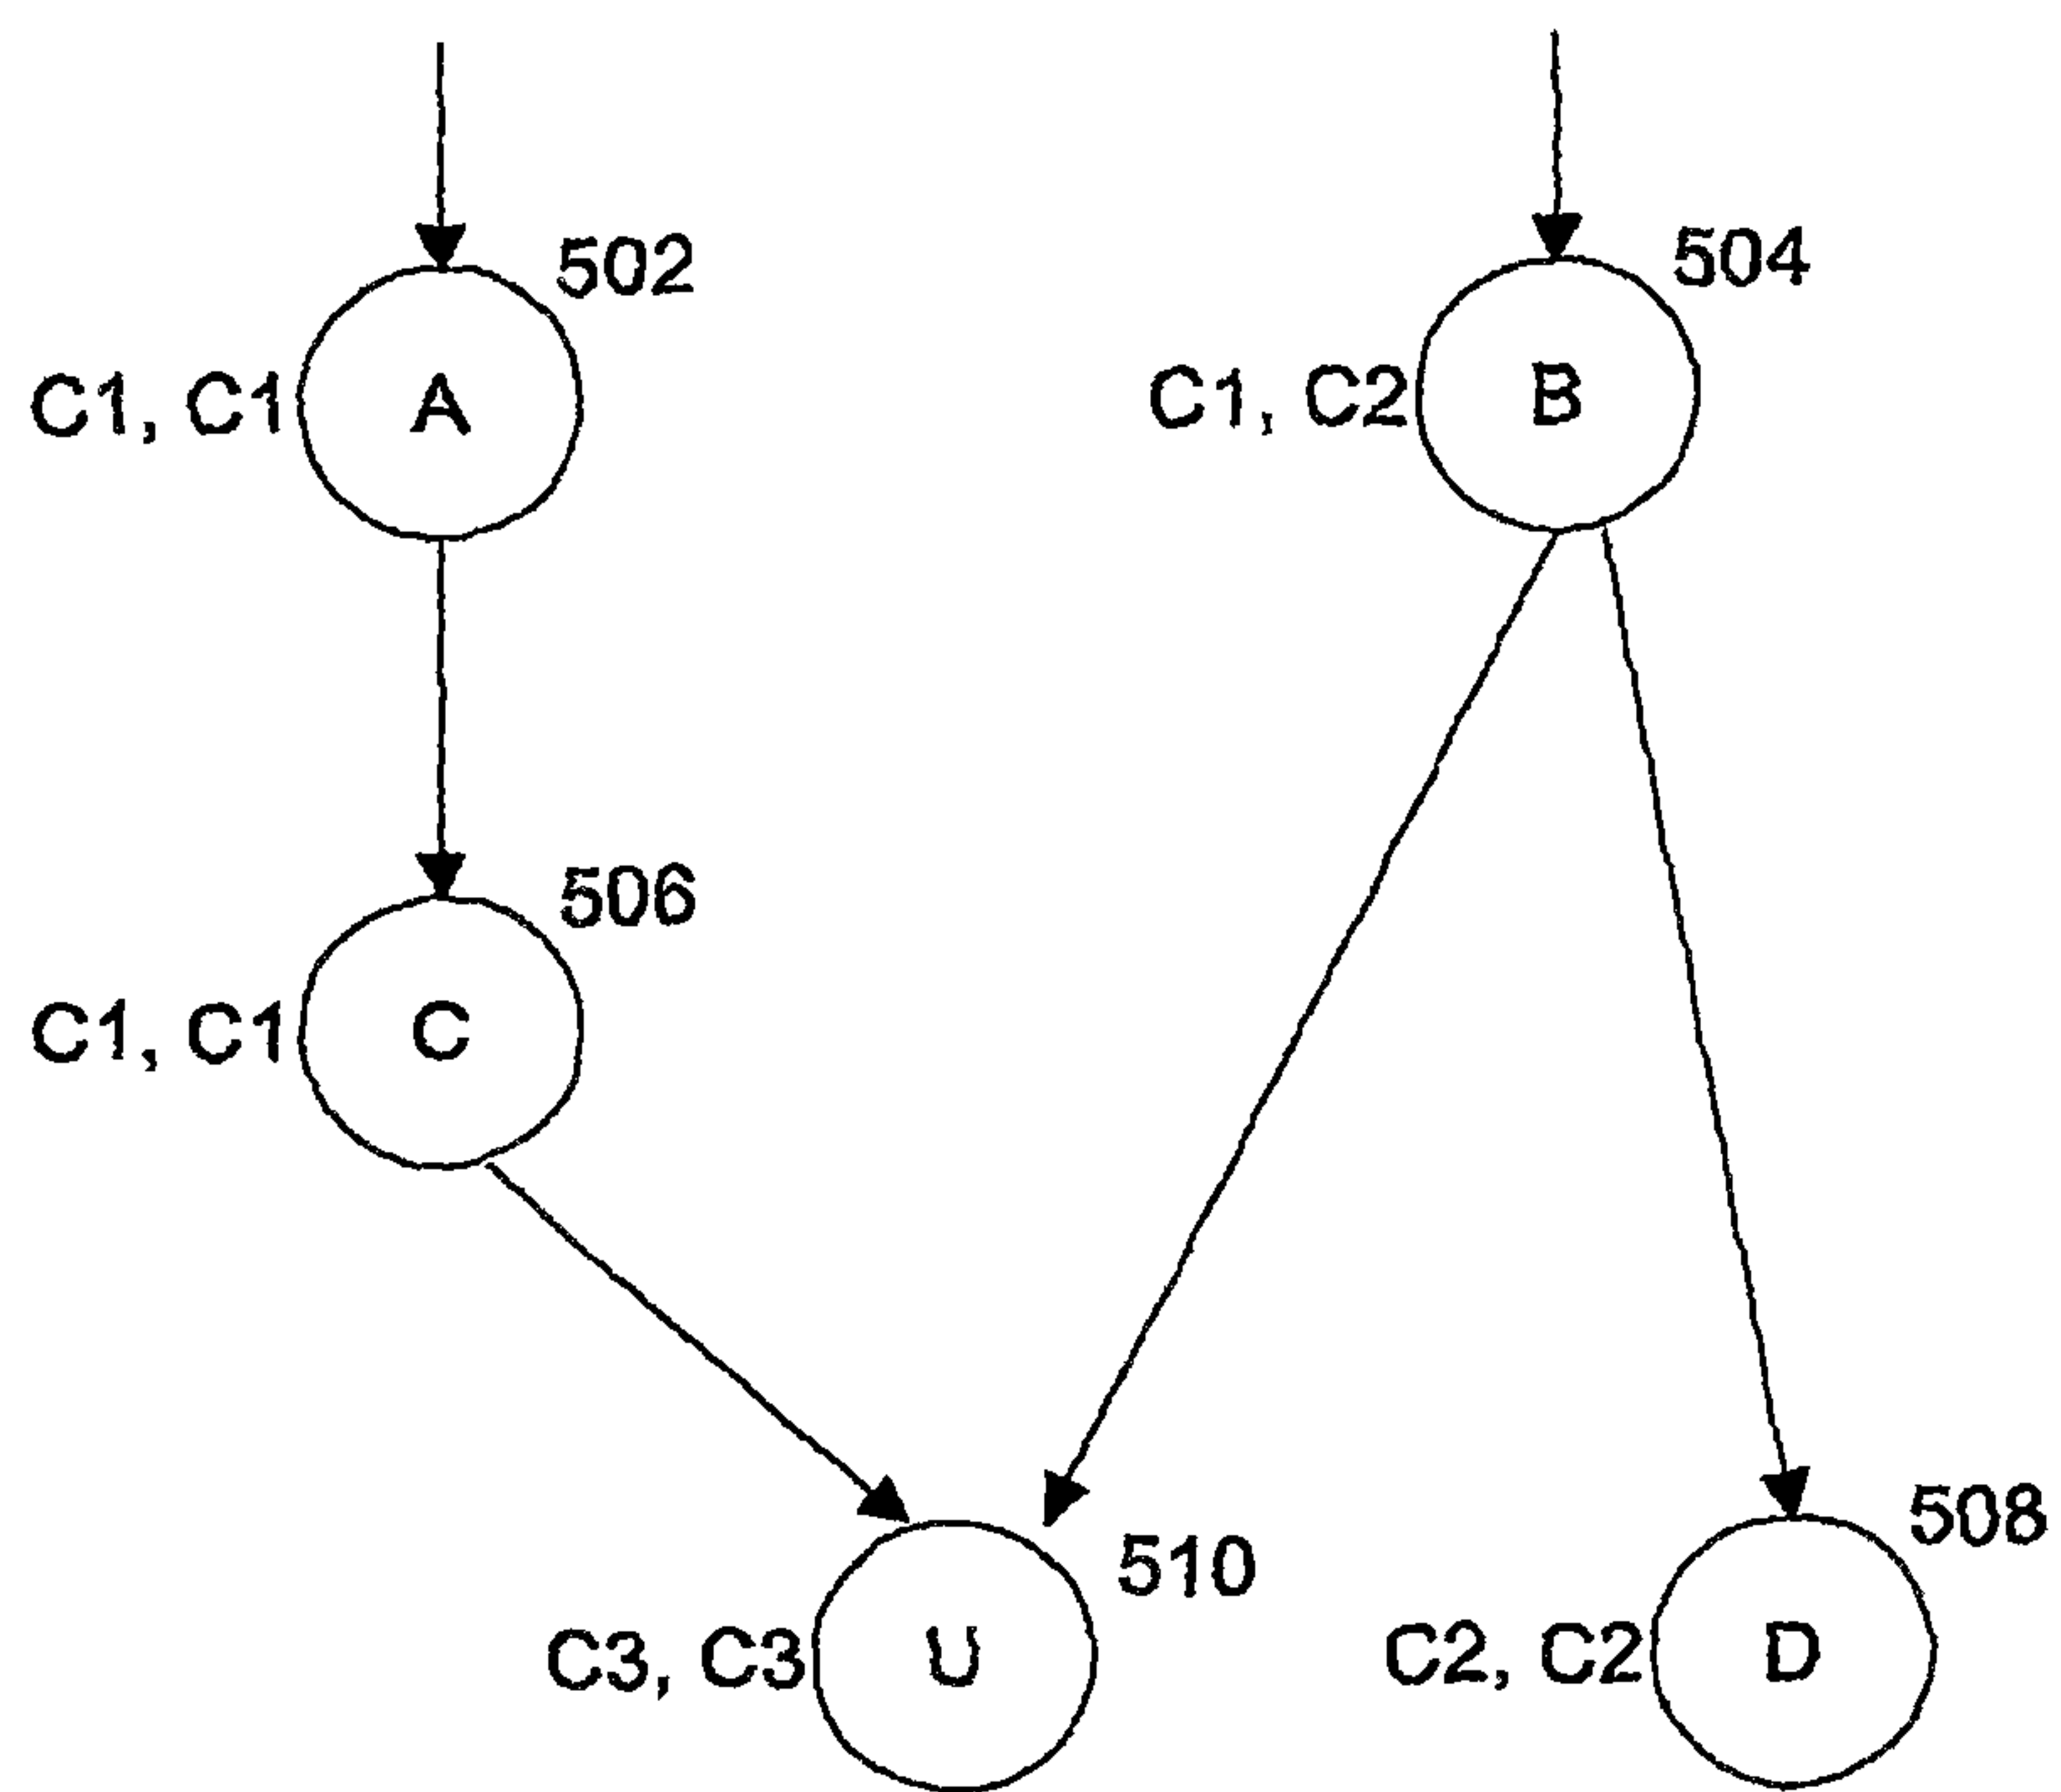 502
504
C1, C1 A
C1, C2 B
506
C1, C1 C
510
508
C3, C3 U
C2, C2 D